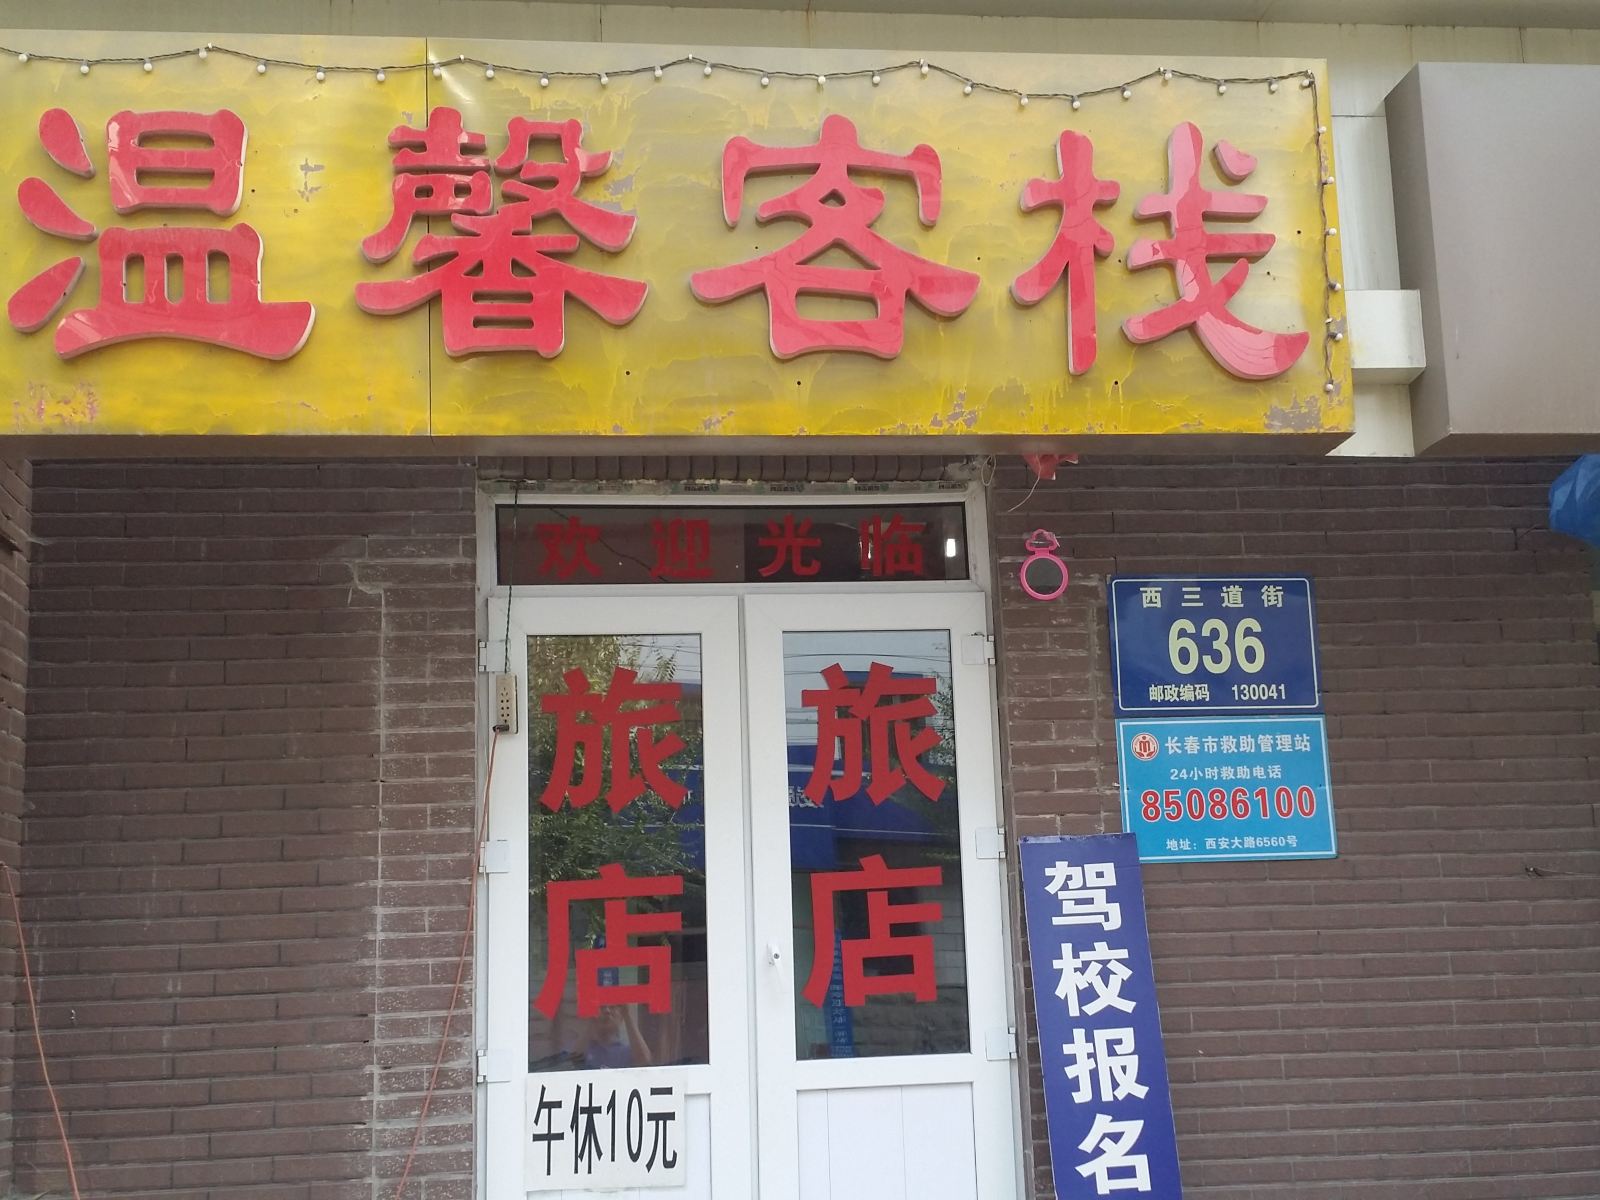 温馨客栈
欢迎光临
旅店
旅店
午休10元
西三道街
636
邮政编码 130041
长春市救助管理站
24小时救助电话
85086100
地址：西安大路6560号
驾校报名